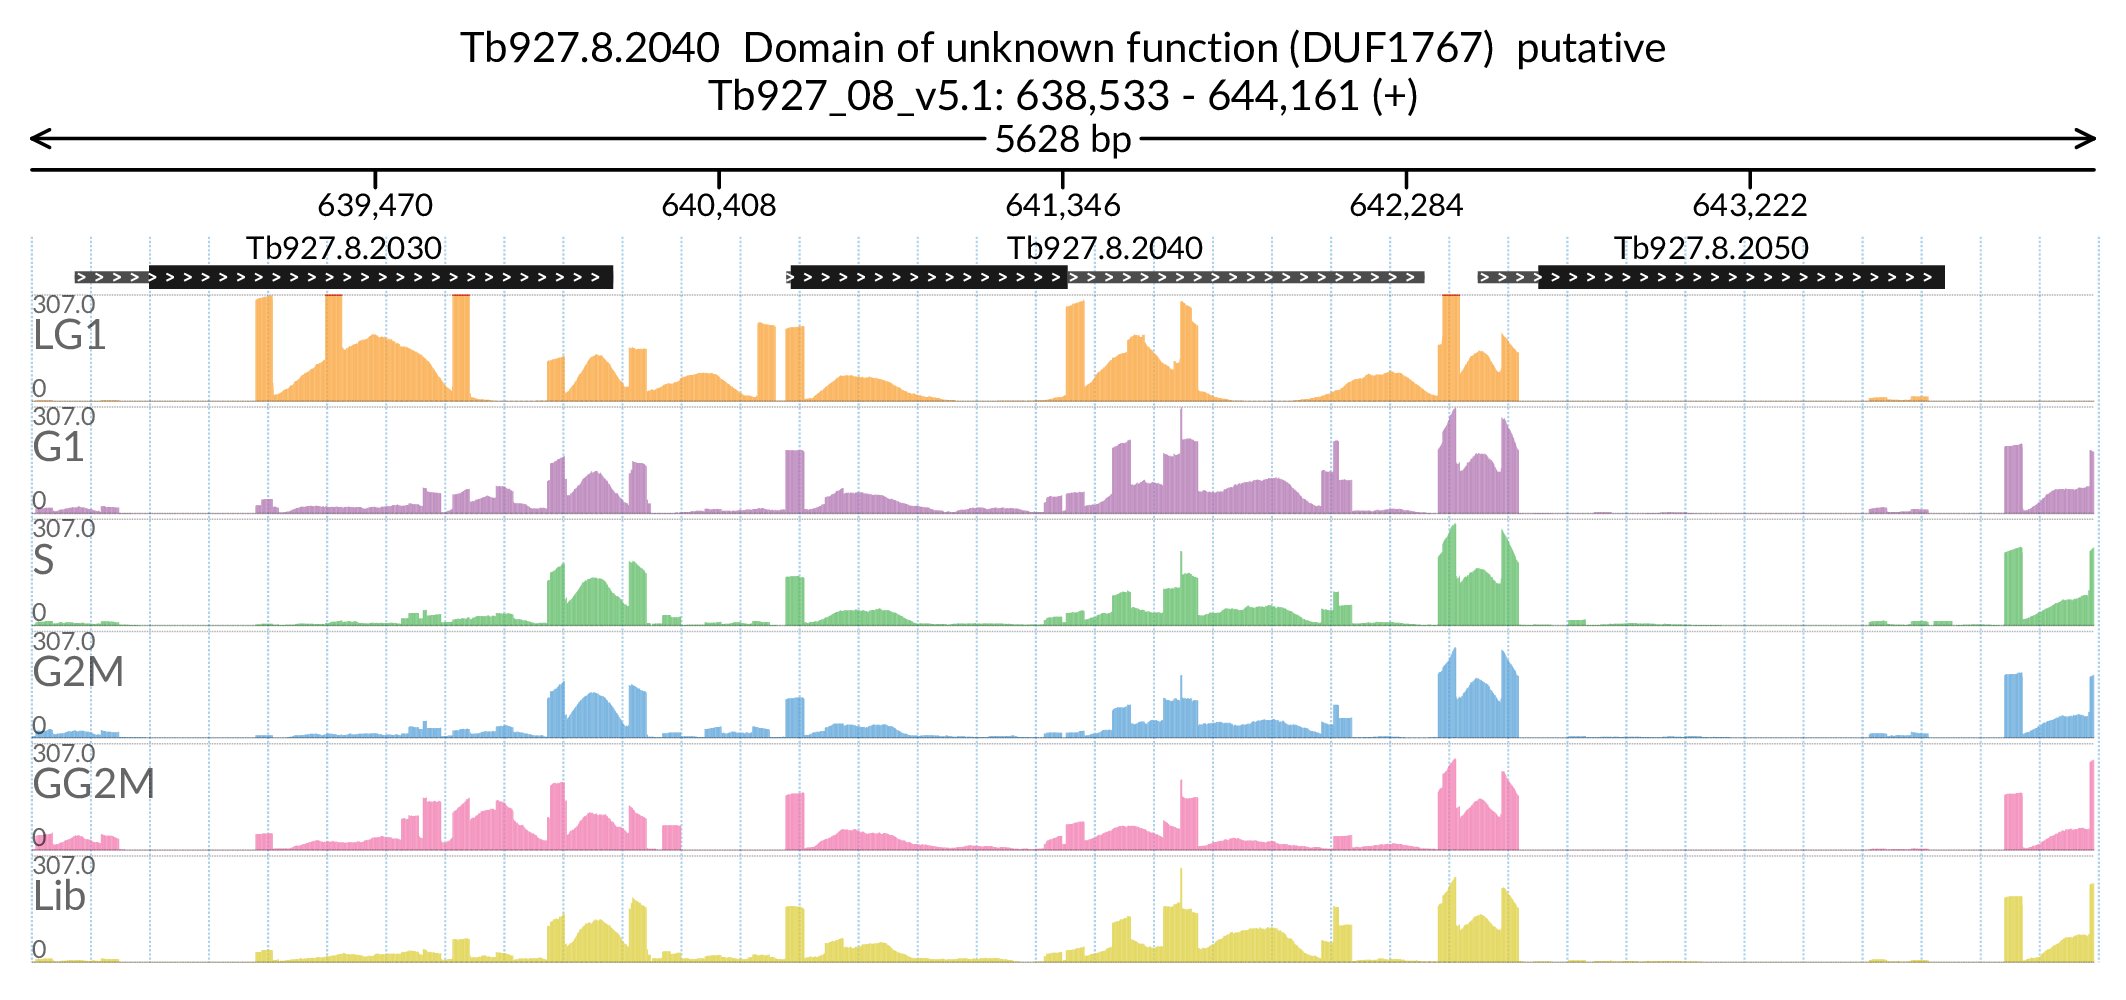 Tb927.8.2040  Domain of unknown function (DUF1767)  putative
Tb927_08_v5.1: 638,533 - 644,161 (+)
5628 bp
639,470 640,408 641,346 642,284 643,222
Tb927.8.2030 Tb927.8.2040 Tb927.8.2050
307.0
LG1
0
307.0
G1
0
307.0
S
0
307.0
G2M
0
307.0
GG2M
0
307.0
Lib
0